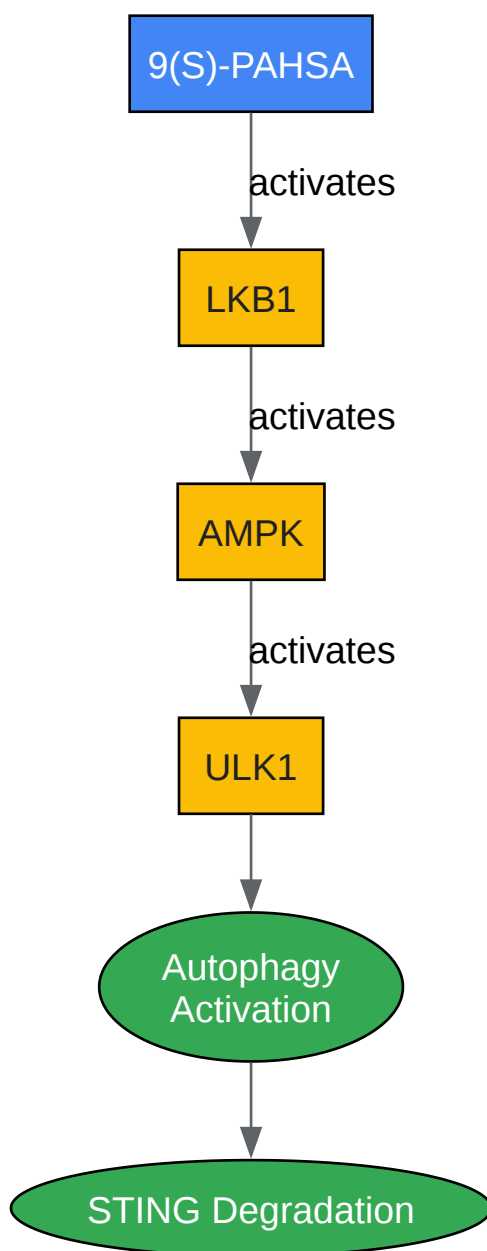 9(S)-PAHSA
activates
LKB1
activates
AMPK
activates
ULK1
Autophagy
Activation
STING Degradation